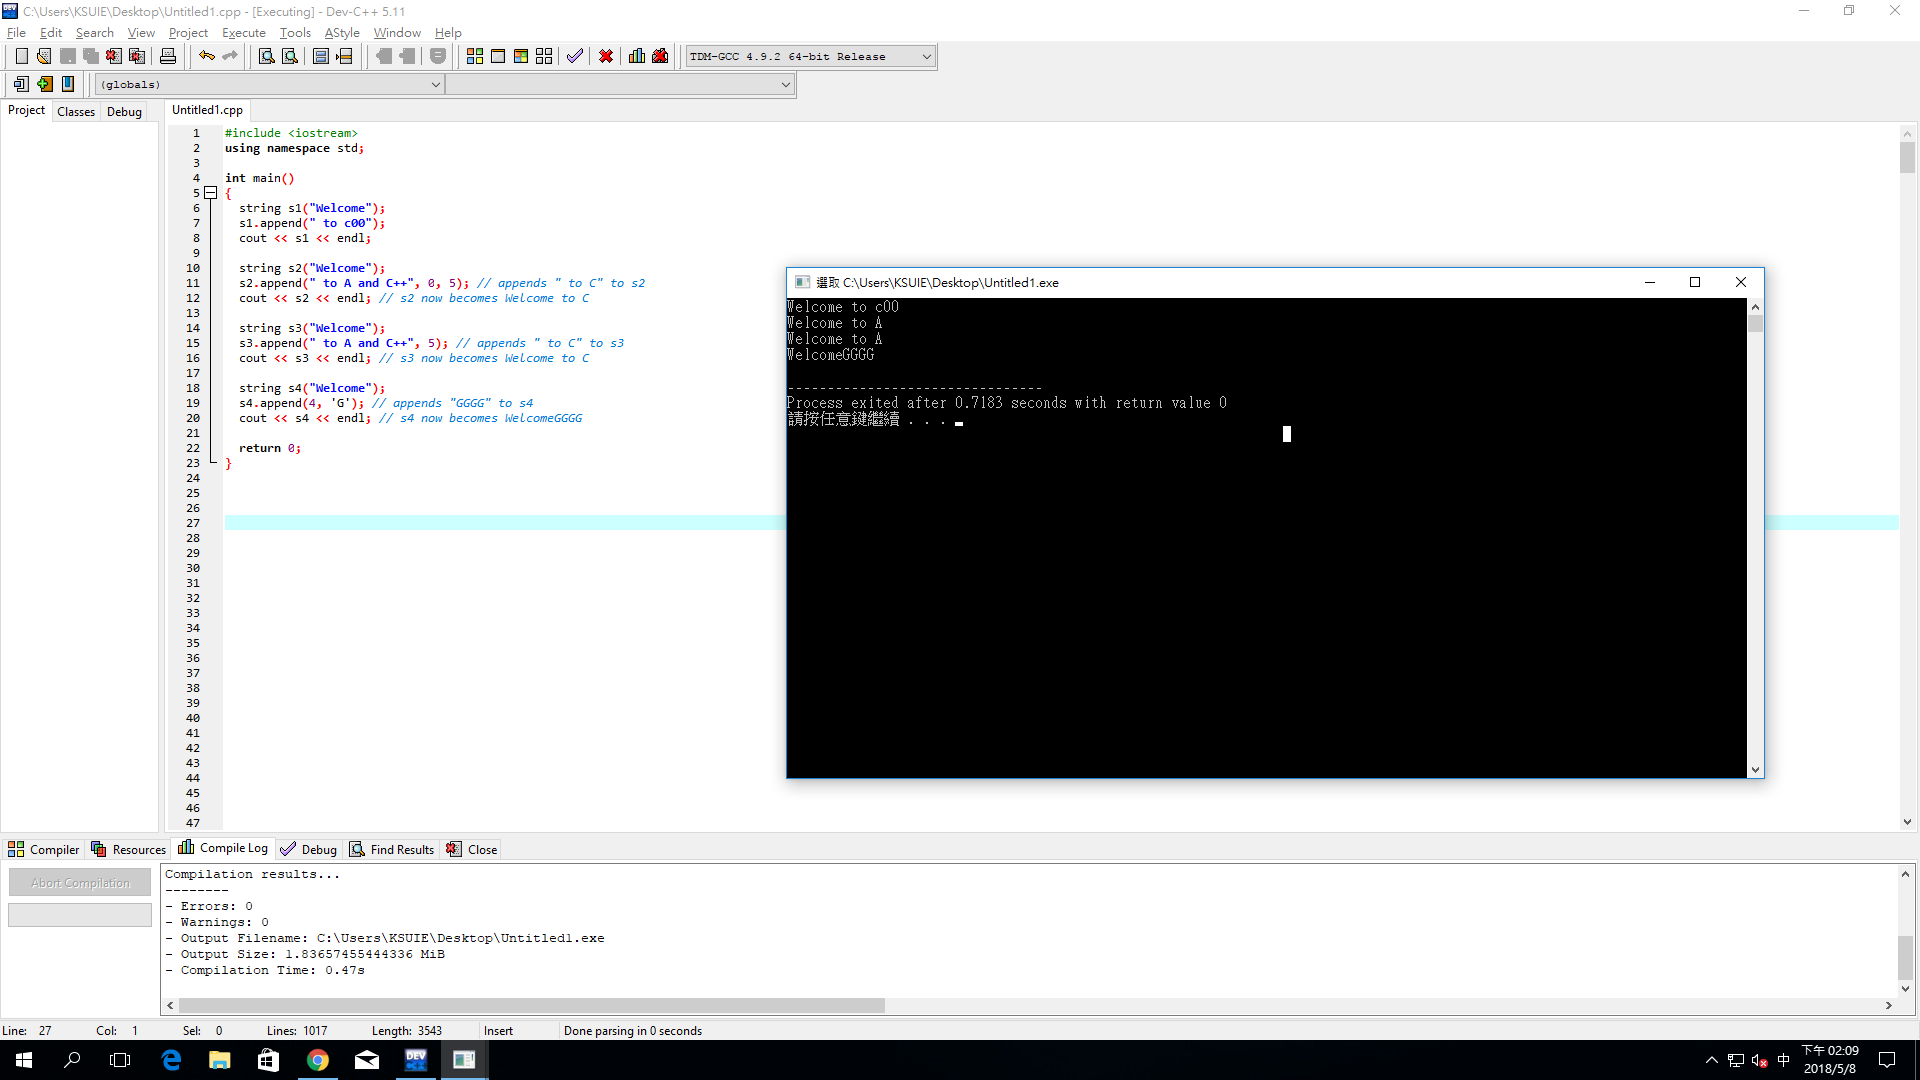 C:\Users\KSUIE\Desktop\Untitled1.cpp - [Executing] - Dev-C++ 5.11
File Edit Search View Project Execute Tools AStyle Window Help
TDM-GCC 4.9.2 64-bit Release
(globals)
Project Classes Debug
Untitled1.cpp
1 #include <iostream>
2 using namespace std;
3
4 int main()
5 {
6 string s1("Welcome");
7 s1.append(" to c00");
8 cout << s1 << endl;
9
10 string s2("Welcome");
11 s2.append(" to A and C++", 0, 5); // appends " to C" to s2
12 cout << s2 << endl; // s2 now becomes Welcome to C
13
14 string s3("Welcome");
15 s3.append(" to A and C++", 5); // appends " to C" to s3
16 cout << s3 << endl; // s3 now becomes Welcome to C
17
18 string s4("Welcome");
19 s4.append(4, 'G'); // appends "GGGG" to s4
20 cout << s4 << endl; // s4 now becomes WelcomeGGGG
21
22 return 0;
23 }
24
25
26
27
28
29
30
31
32
33
34
35
36
37
38
39
40
41
42
43
44
45
46
47
選取 C:\Users\KSUIE\Desktop\Untitled1.exe
Welcome to c00
Welcome to A
Welcome to A
WelcomeGGGG
--------------------------------
Process exited after 0.7183 seconds with return value 0
請按任意鍵繼續 . . .
Compiler Resources Compile Log Debug Find Results Close
Abort Compilation
Compilation results...
--------
- Errors: 0
- Warnings: 0
- Output Filename: C:\Users\KSUIE\Desktop\Untitled1.exe
- Output Size: 1.83657455444336 MiB
- Compilation Time: 0.47s
Line: 27 Col: 1 Sel: 0 Lines: 1017 Length: 3543 Insert Done parsing in 0 seconds
DEV
中
下午 02:09
2018/5/8